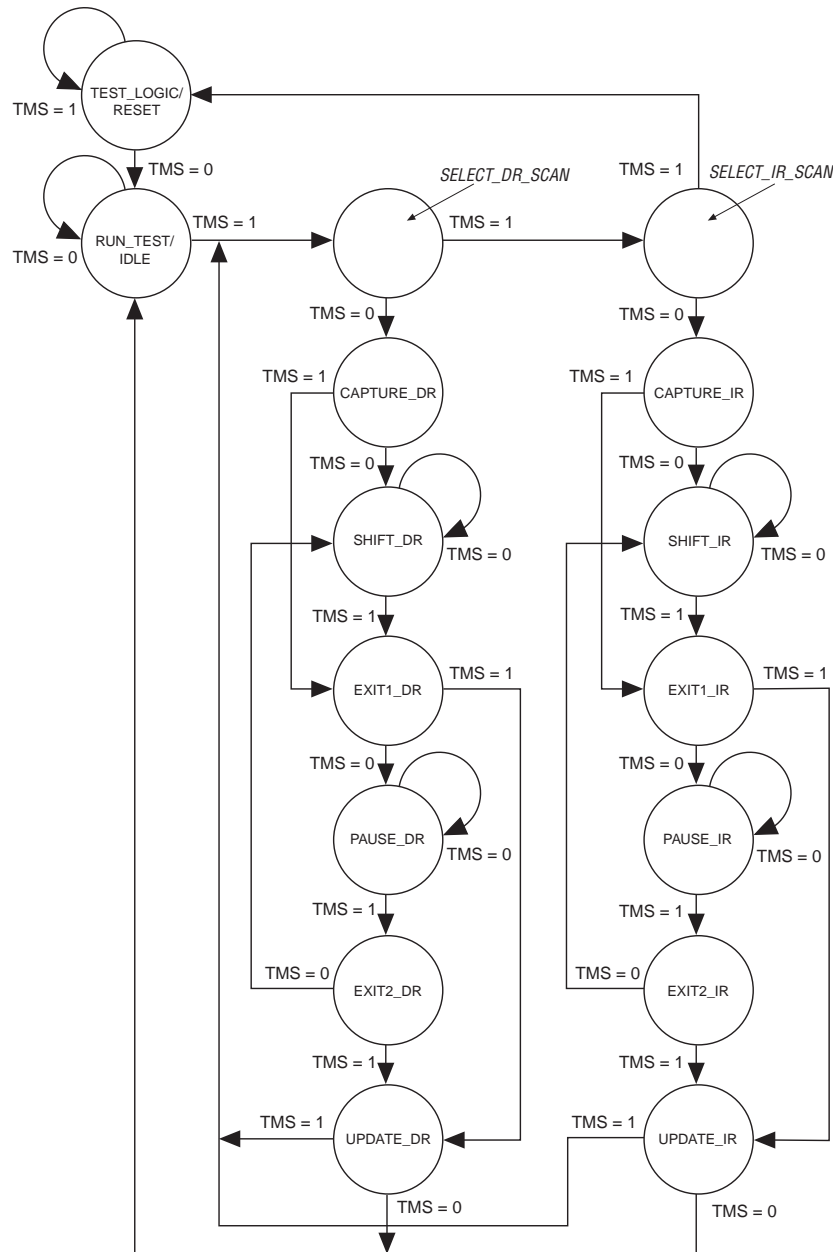 TEST_LOGIC/
RESET
TMS = 1
TMS = 0
SELECT_DR_SCAN
TMS = 1
SELECT_IR_SCAN
RUN_TEST/
IDLE
TMS = 0
TMS = 1
TMS = 1
TMS = 0
TMS = 0
TMS = 1
CAPTURE_DR
TMS = 1
CAPTURE_IR
TMS = 0
TMS = 0
SHIFT_DR
TMS = 0
SHIFT_IR
TMS = 0
TMS = 1
TMS = 1
EXIT1_DR
TMS = 1
EXIT1_IR
TMS = 1
TMS = 0
TMS = 0
PAUSE_DR
TMS = 0
PAUSE_IR
TMS = 0
TMS = 1
TMS = 1
TMS = 0
EXIT2_DR
TMS = 0
EXIT2_IR
TMS = 1
TMS = 1
TMS = 1
UPDATE_DR
TMS = 1
UPDATE_IR
TMS = 0
TMS = 0